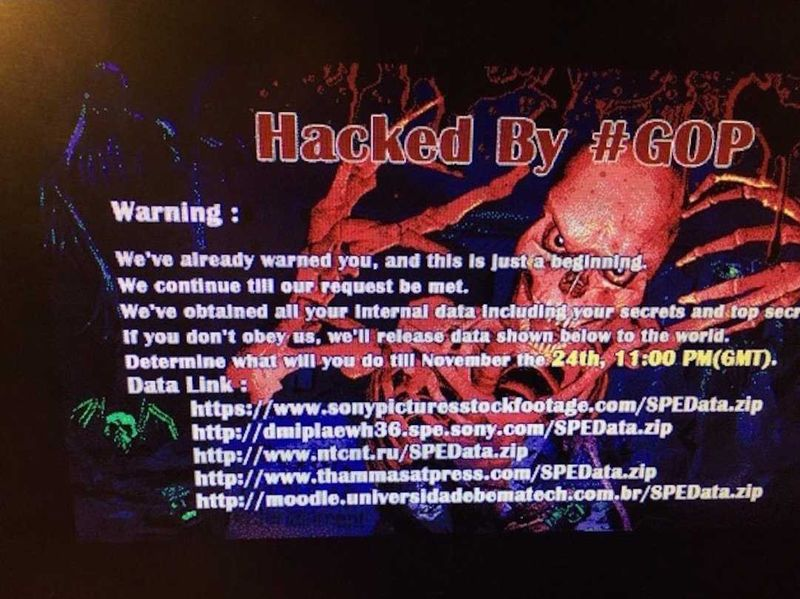 Hacked By #GOP
Warning :
We've already warned you, and this is just a beginning.
We continue till our request be met.
We've obtained all your internal data including your secrets and top secr
If you don't obey us, we'll release data shown below to the world.
Determine what will you do till November the 24th, 11:00 PM(GMT).
Data Link :
https://www.sonypicturesstockfootage.com/SPEData.zip
http://dmiplaewh36.spe.sony.com/SPEData.zip
http://www.ntcnt.ru/SPEData.zip
http://www.thammasatpress.com/SPEData.zip
http://moodle.universidadebematech.com.br/SPEData.zip